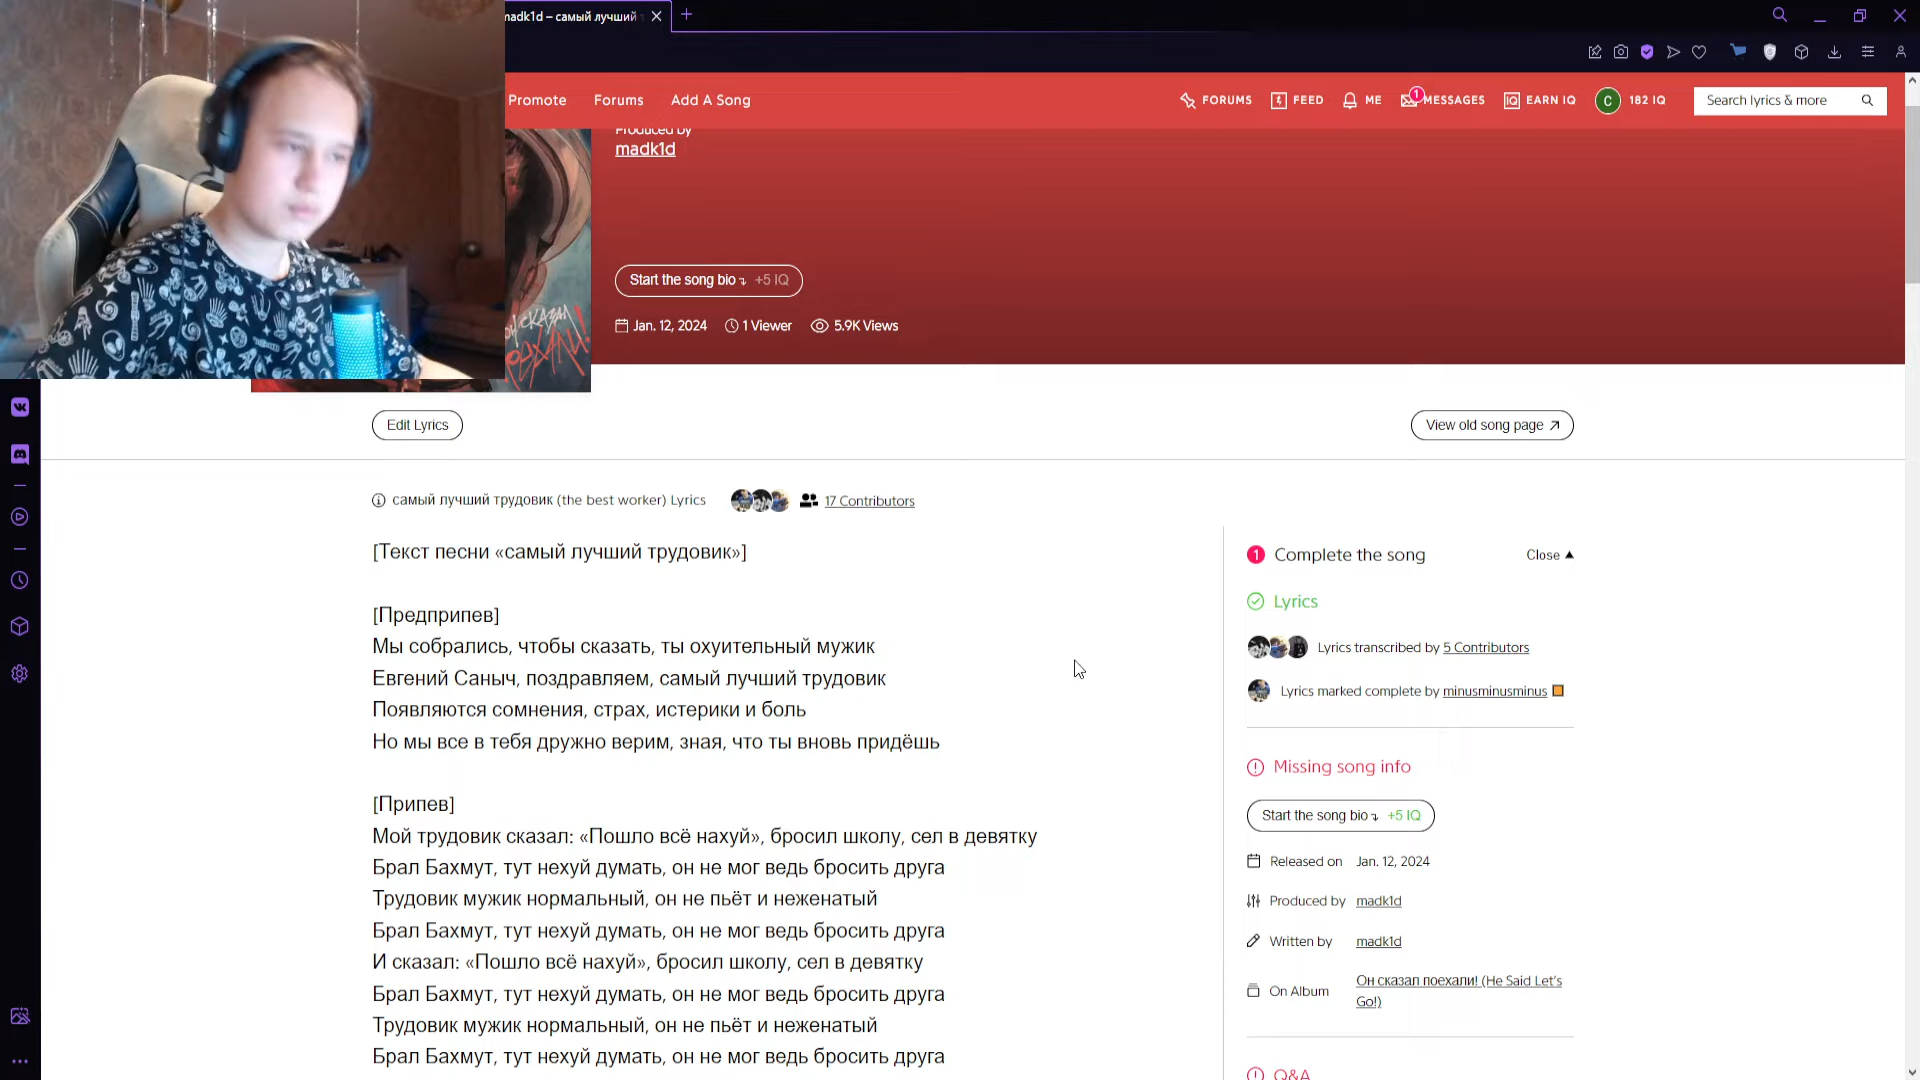 madk1d – самый лучший
Promote
Forums
Add A Song
FORUMS
FEED
ME
1
MESSAGES
EARN IQ
C
182 IQ
Search lyrics & more
Produced by
madk1d
Start the song bio +5 IQ
Jan. 12, 2024
1 Viewer
5.9K Views
Edit Lyrics
View old song page
самый лучший трудовик (the best worker) Lyrics
17 Contributors
[Текст песни «самый лучший трудовик»]
[Предприпев]
Мы собрались, чтобы сказать, ты охуительный мужик
Евгений Саныч, поздравляем, самый лучший трудовик
Появляются сомнения, страх, истерики и боль
Но мы все в тебя дружно верим, зная, что ты вновь придёшь
[Припев]
Мой трудовик сказал: «Пошло всё нахуй», бросил школу, сел в девятку
Брал Бахмут, тут нехуй думать, он не мог ведь бросить друга
Трудовик мужик нормальный, он не пьёт и неженатый
Брал Бахмут, тут нехуй думать, он не мог ведь бросить друга
И сказал: «Пошло всё нахуй», бросил школу, сел в девятку
Брал Бахмут, тут нехуй думать, он не мог ведь бросить друга
Трудовик мужик нормальный, он не пьёт и неженатый
Брал Бахмут, тут нехуй думать, он не мог ведь бросить друга
1 Complete the song
Close
Lyrics
Lyrics transcribed by 5 Contributors
Lyrics marked complete by minusminusminus
Missing song info
Start the song bio +5 IQ
Released on Jan. 12, 2024
Produced by madk1d
Written by madk1d
On Album Он сказал поехали! (He Said Let's
Go!)
Q&A